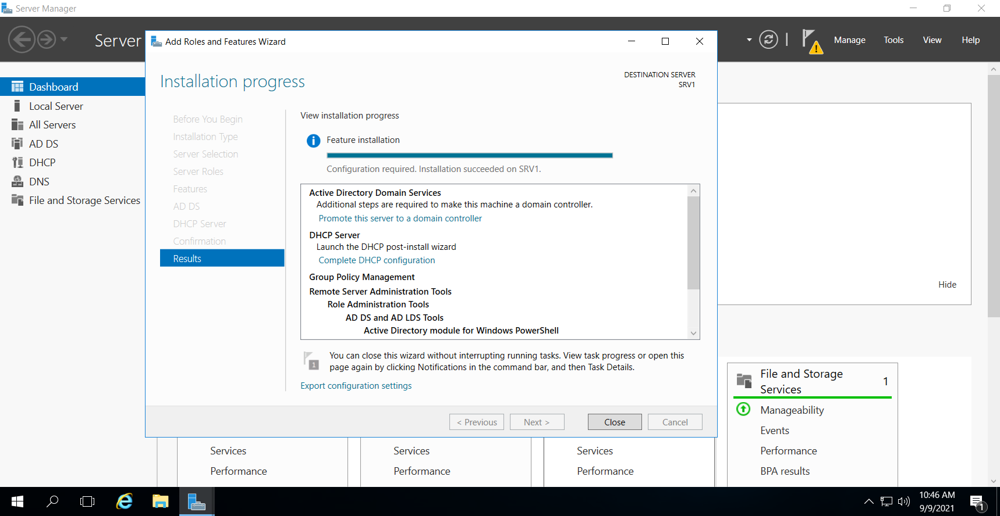 Server Manager
Server
Manage
Tools
View
Help
Dashboard
Local Server
All Servers
AD DS
DHCP
DNS
File and Storage Services
Add Roles and Features Wizard
Installation progress
DESTINATION SERVER
SRV1
Before You Begin
Installation Type
Server Selection
Server Roles
Features
AD DS
DHCP Server
Confirmation
Results
View installation progress
Feature installation
Configuration required. Installation succeeded on SRV1.
Active Directory Domain Services
Additional steps are required to make this machine a domain controller.
Promote this server to a domain controller
DHCP Server
Launch the DHCP post-install wizard
Complete DHCP configuration
Group Policy Management
Remote Server Administration Tools
Role Administration Tools
AD DS and AD LDS Tools
Active Directory module for Windows PowerShell
1
You can close this wizard without interrupting running tasks. View task progress or open this
page again by clicking Notifications in the command bar, and then Task Details.
Export configuration settings
< Previous
Next >
Close
Cancel
Hide
File and Storage
Services
1
Manageability
Events
Performance
BPA results
Services
Performance
Services
Performance
Services
Performance
10:46 AM
9/9/2021
1